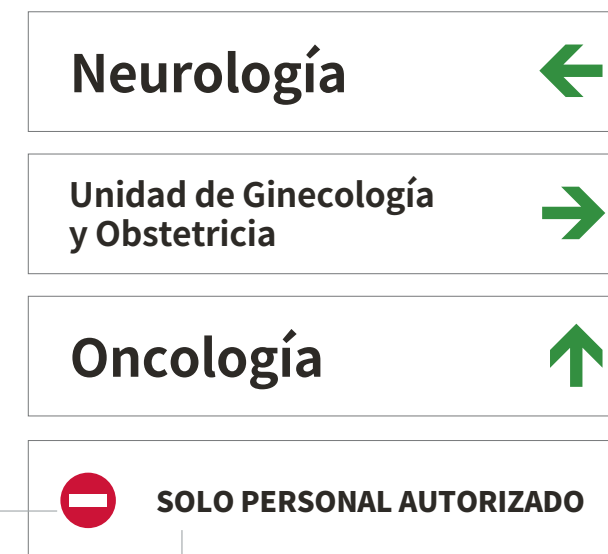 Neurología
Unidad de Ginecología
y Obstetricia
Oncología
SOLO PERSONAL AUTORIZADO